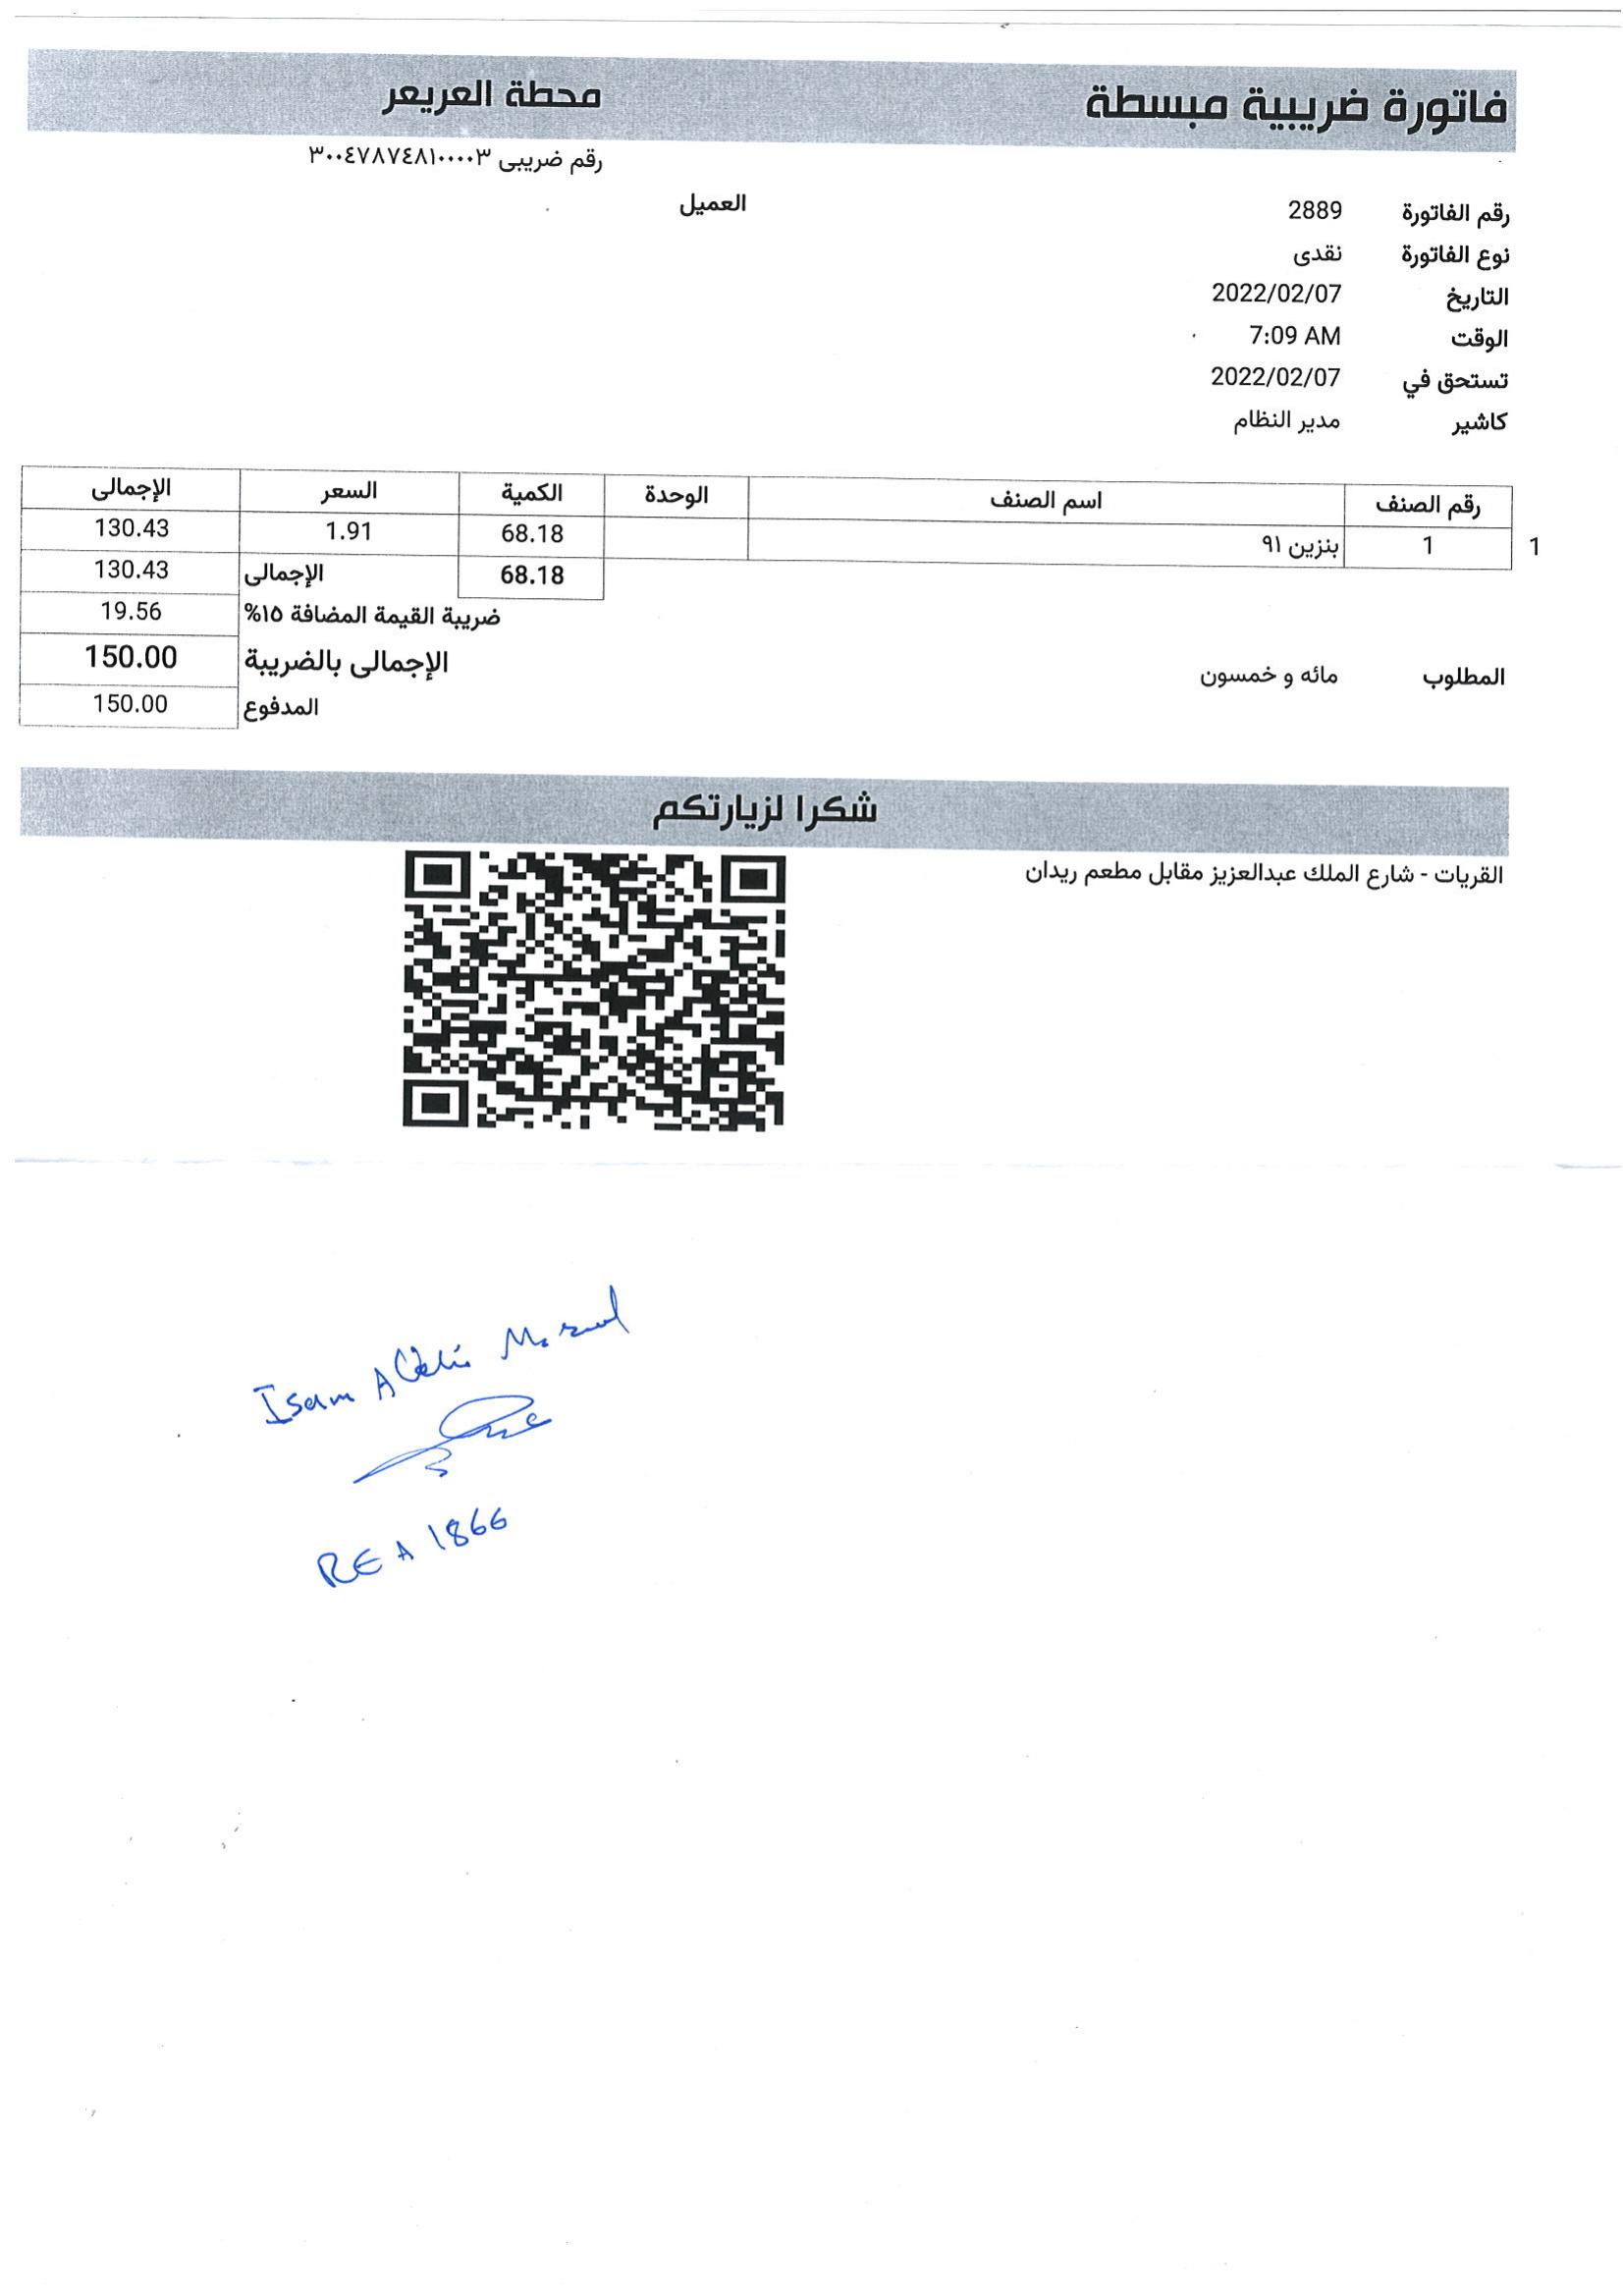 فاتورة ضريبية مبسطة
محطة العريعر
رقم ضريبى ٣٠٠٤٧٨٧٤٨١٠٠٠٠٣
رقم الفاتورة 2889
العميل
نوع الفاتورة نقدى
التاريخ 2022/02/07
الوقت 7:09 AM
تستحق في 2022/02/07
كاشير مدير النظام
رقم الصنف اسم الصنف الوحدة الكمية السعر الإجمالى
1 1 بنزين ٩١ 68.18 1.91 130.43
68.18 الإجمالى 130.43
ضريبة القيمة المضافة ١٥% 19.56
المطلوب مائه و خمسون
الإجمالى بالضريبة 150.00
المدفوع 150.00
شكرا لزيارتكم
القريات - شارع الملك عبدالعزيز مقابل مطعم ريدان
Isam
REA 1866